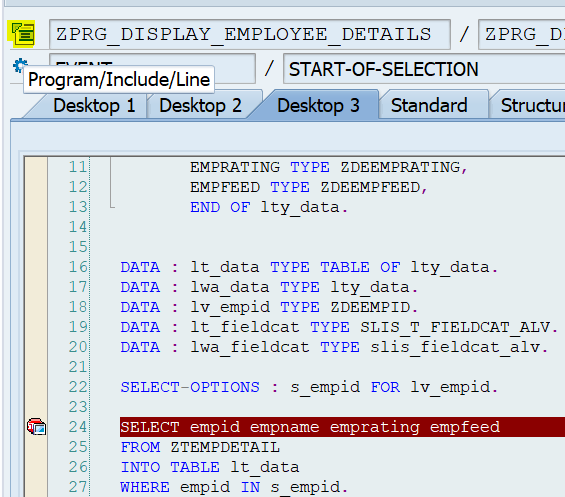 ZPRG_DISPLAY_EMPLOYEE_DETAILS / ZPRG_D
/ START-OF-SELECTION
Program/Include/Line
Desktop 1 Desktop 2 Desktop 3 Standard Structu
11 EMPRATING TYPE ZDEEMPRATING,
12 EMPFEED TYPE ZDEEMPFEED,
13 END OF lty_data.
14
15
16 DATA : lt_data TYPE TABLE OF lty_data.
17 DATA : lwa_data TYPE lty_data.
18 DATA : lv_empid TYPE ZDEEMPID.
19 DATA : lt_fieldcat TYPE SLIS_T_FIELDCAT_ALV.
20 DATA : lwa_fieldcat TYPE slis_fieldcat_alv.
21
22 SELECT-OPTIONS : s_empid FOR lv_empid.
23
24 SELECT empid empname emprating empfeed
25 FROM ZTEMPDETAIL
26 INTO TABLE lt_data
27 WHERE empid IN s_empid.